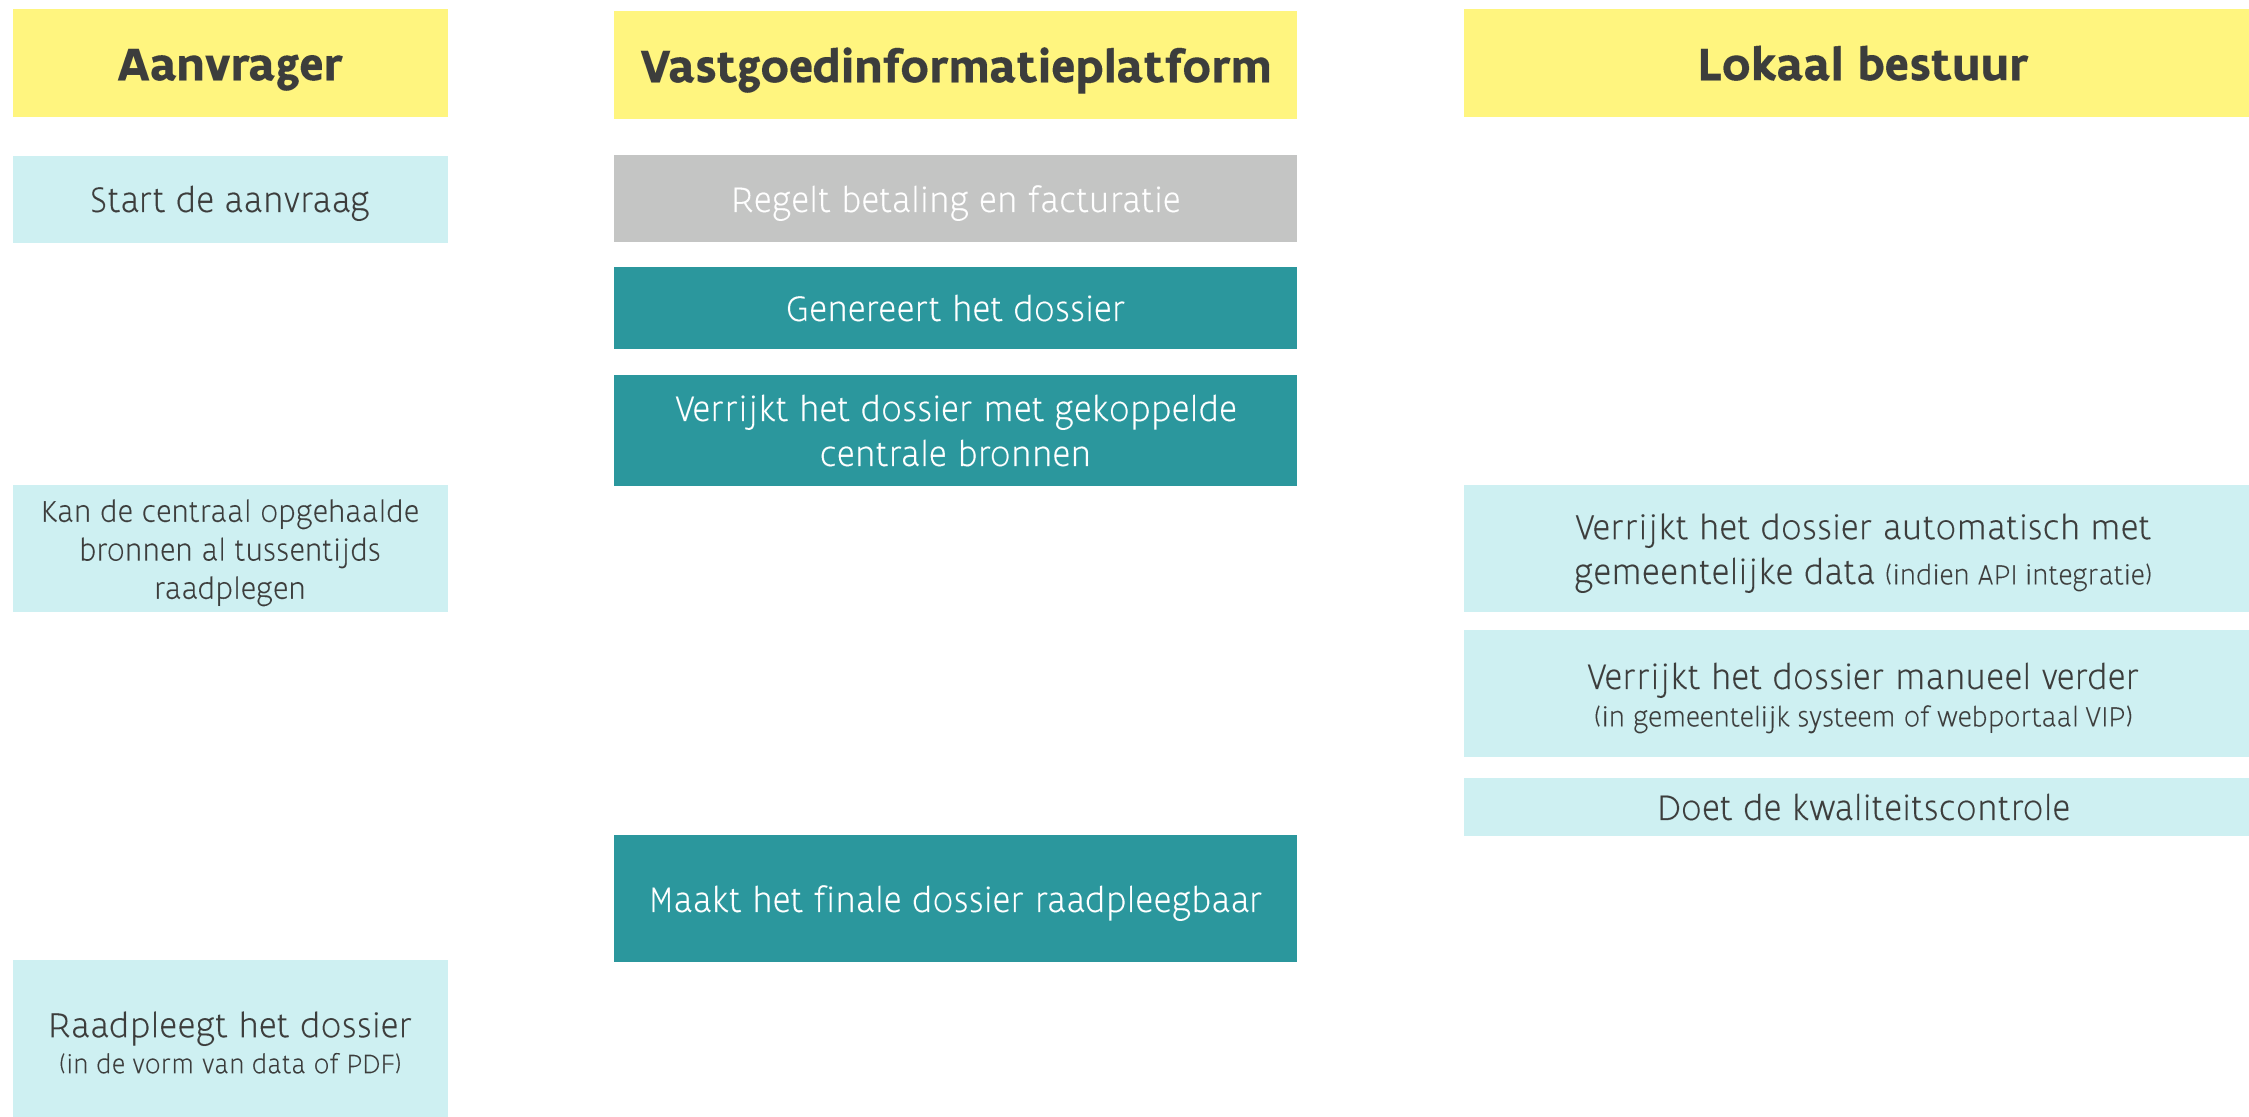 Aanvrager
Vastgoedinformatieplatform
Lokaal bestuur
Start de aanvraag
Regelt betaling en facturatie
Genereert het dossier
Verrijkt het dossier met gekoppelde
centrale bronnen
Kan de centraal opgehaalde
bronnen al tussentijds
raadplegen
Verrijkt het dossier automatisch met
gemeentelijke data (indien API integratie)
Verrijkt het dossier manueel verder
(in gemeentelijk systeem of webportaal VIP)
Doet de kwaliteitscontrole
Maakt het finale dossier raadpleegbaar
Raadpleegt het dossier
(in de vorm van data of PDF)